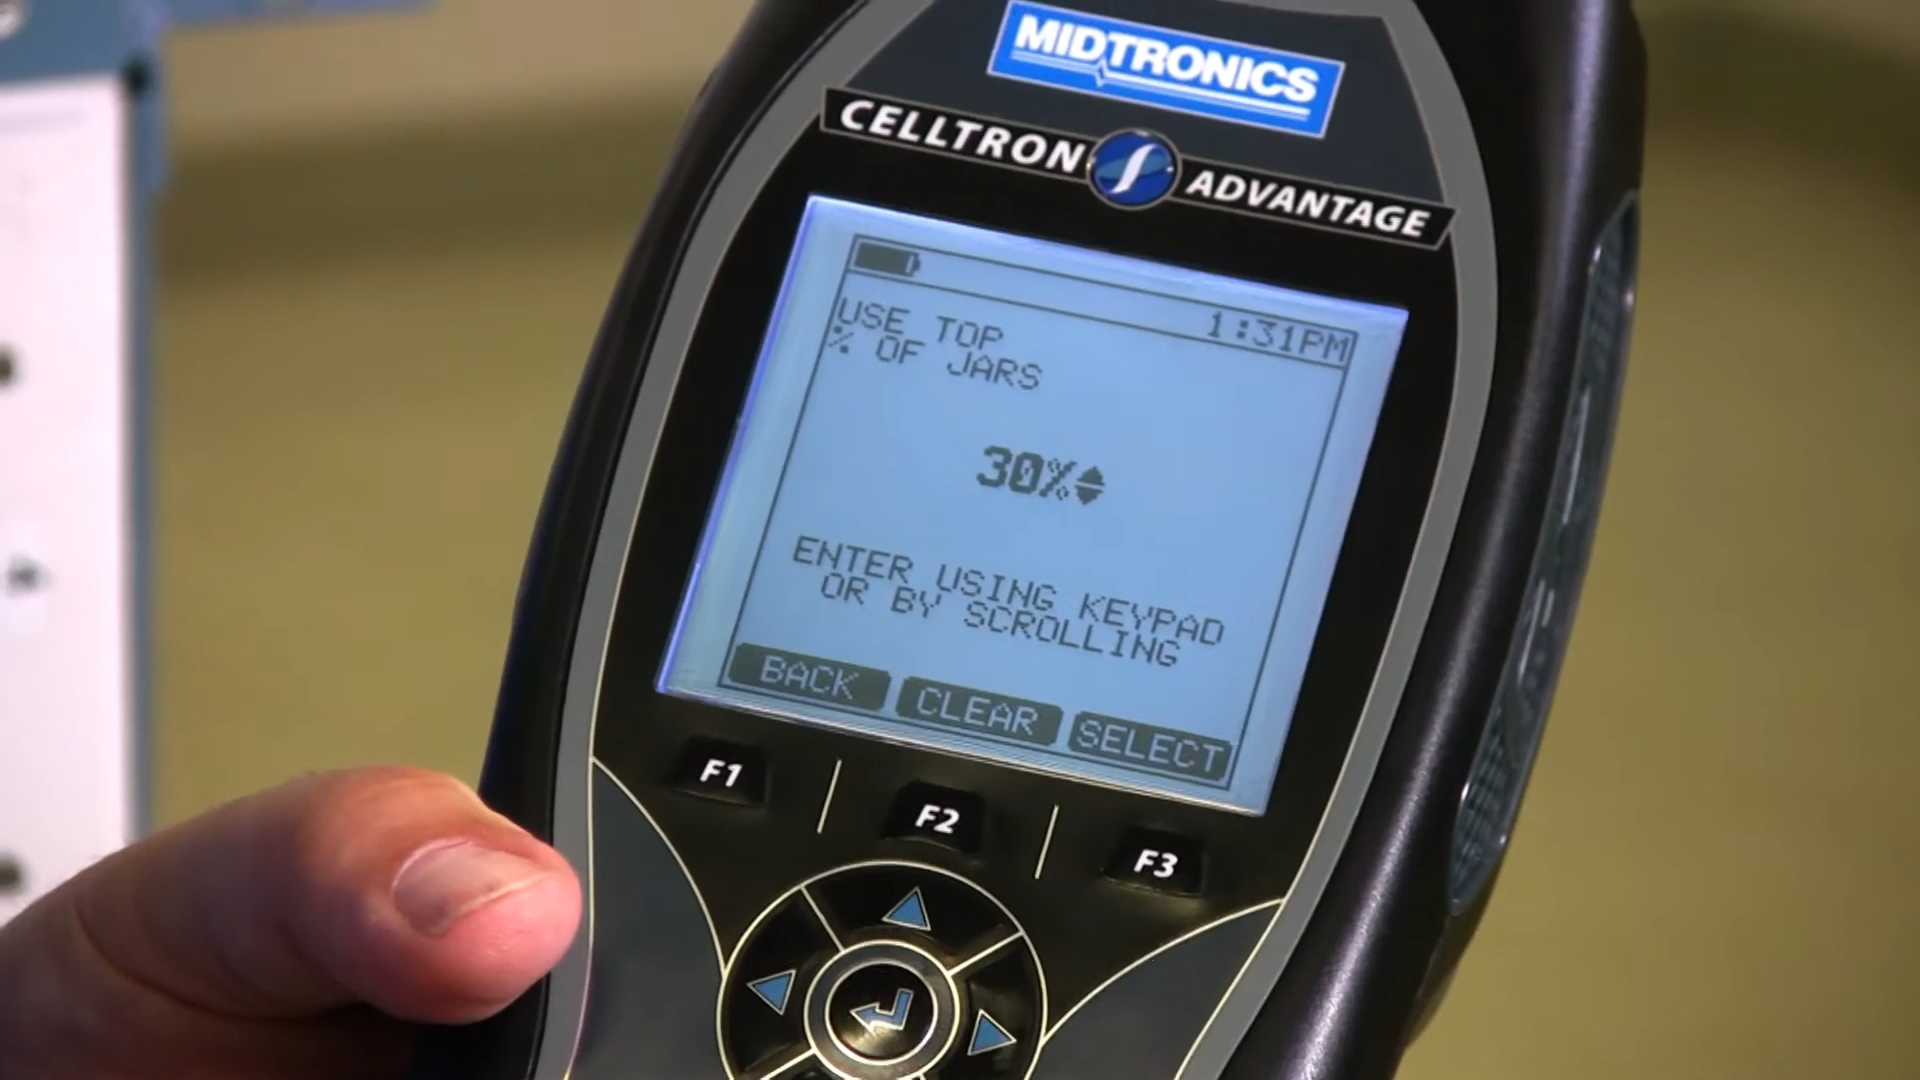 MIDTRONICS
CELLTRON ADVANTAGE
1:31PM
USE TOP
% OF JARS
30%
ENTER USING KEYPAD
OR BY SCROLLING
BACK CLEAR SELECT
F1 F2 F3